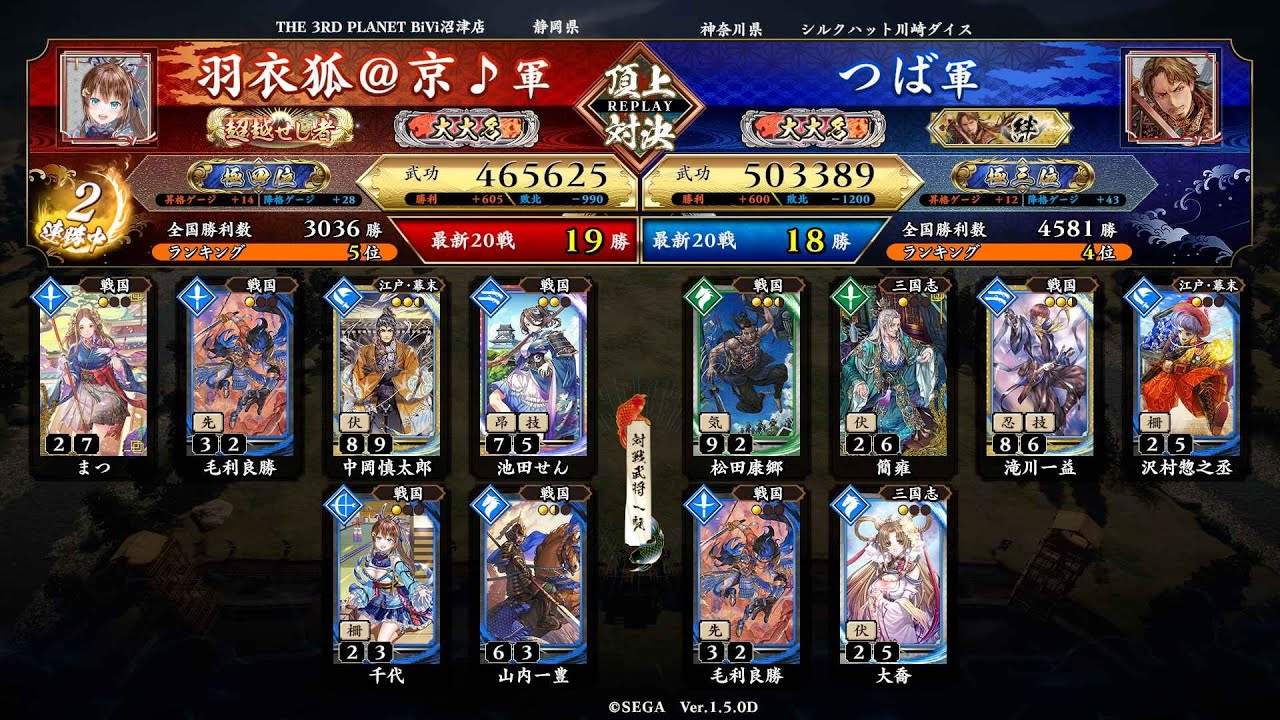 THE 3RD PLANET BiVi沼津店 静岡県
神奈川県 シルクハット川崎ダイス
羽衣狐@京♪軍
頂上
REPLAY
対決
つば軍
超越せし者 大大名
大大名 絆
極四位
武功 465625
武功 503389
極三位
昇格ゲージ +14 降格ゲージ +28
勝利 +605 敗北 -990
勝利 +600 敗北 -1200
昇格ゲージ +12 降格ゲージ +43
2
連勝中
全国勝利数 3036 勝
ランキング 5位
最新20戦 19勝
最新20戦 18勝
全国勝利数 4581 勝
ランキング 4位
戦国
戦国
江戸・幕末
戦国
戦国
三国志
戦国
江戸・幕末
先
伏
昂 技
気
伏
忍 技
柵
2 7
3 2
8 9
7 5
9 2
2 6
8 6
2 5
まつ
毛利良勝
中岡慎太郎
池田せん
松田康郷
簡雍
滝川一益
沢村惣之丞
対戦武将一覧
戦国
戦国
戦国
三国志
柵
先
伏
2 3
6 3
3 2
2 5
千代
山内一豊
毛利良勝
大喬
©SEGA Ver.1.5.0D